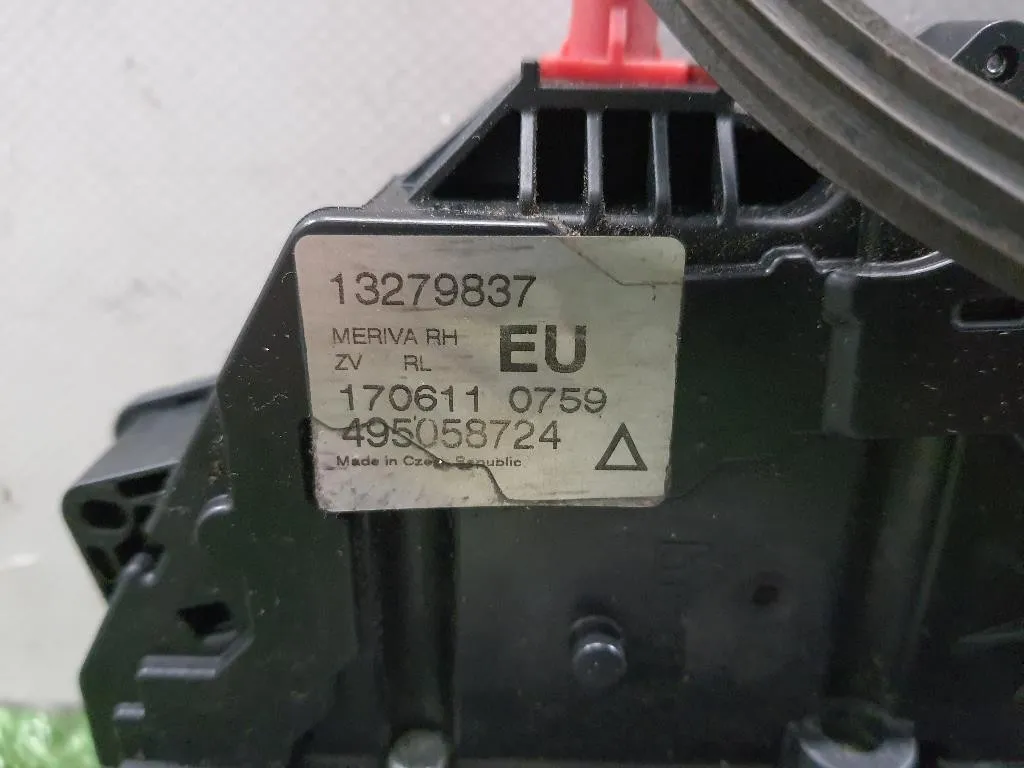 13279837
MERIVA RH
EU
ZV RL
170611 0759
495058724
Made in Czech Republic